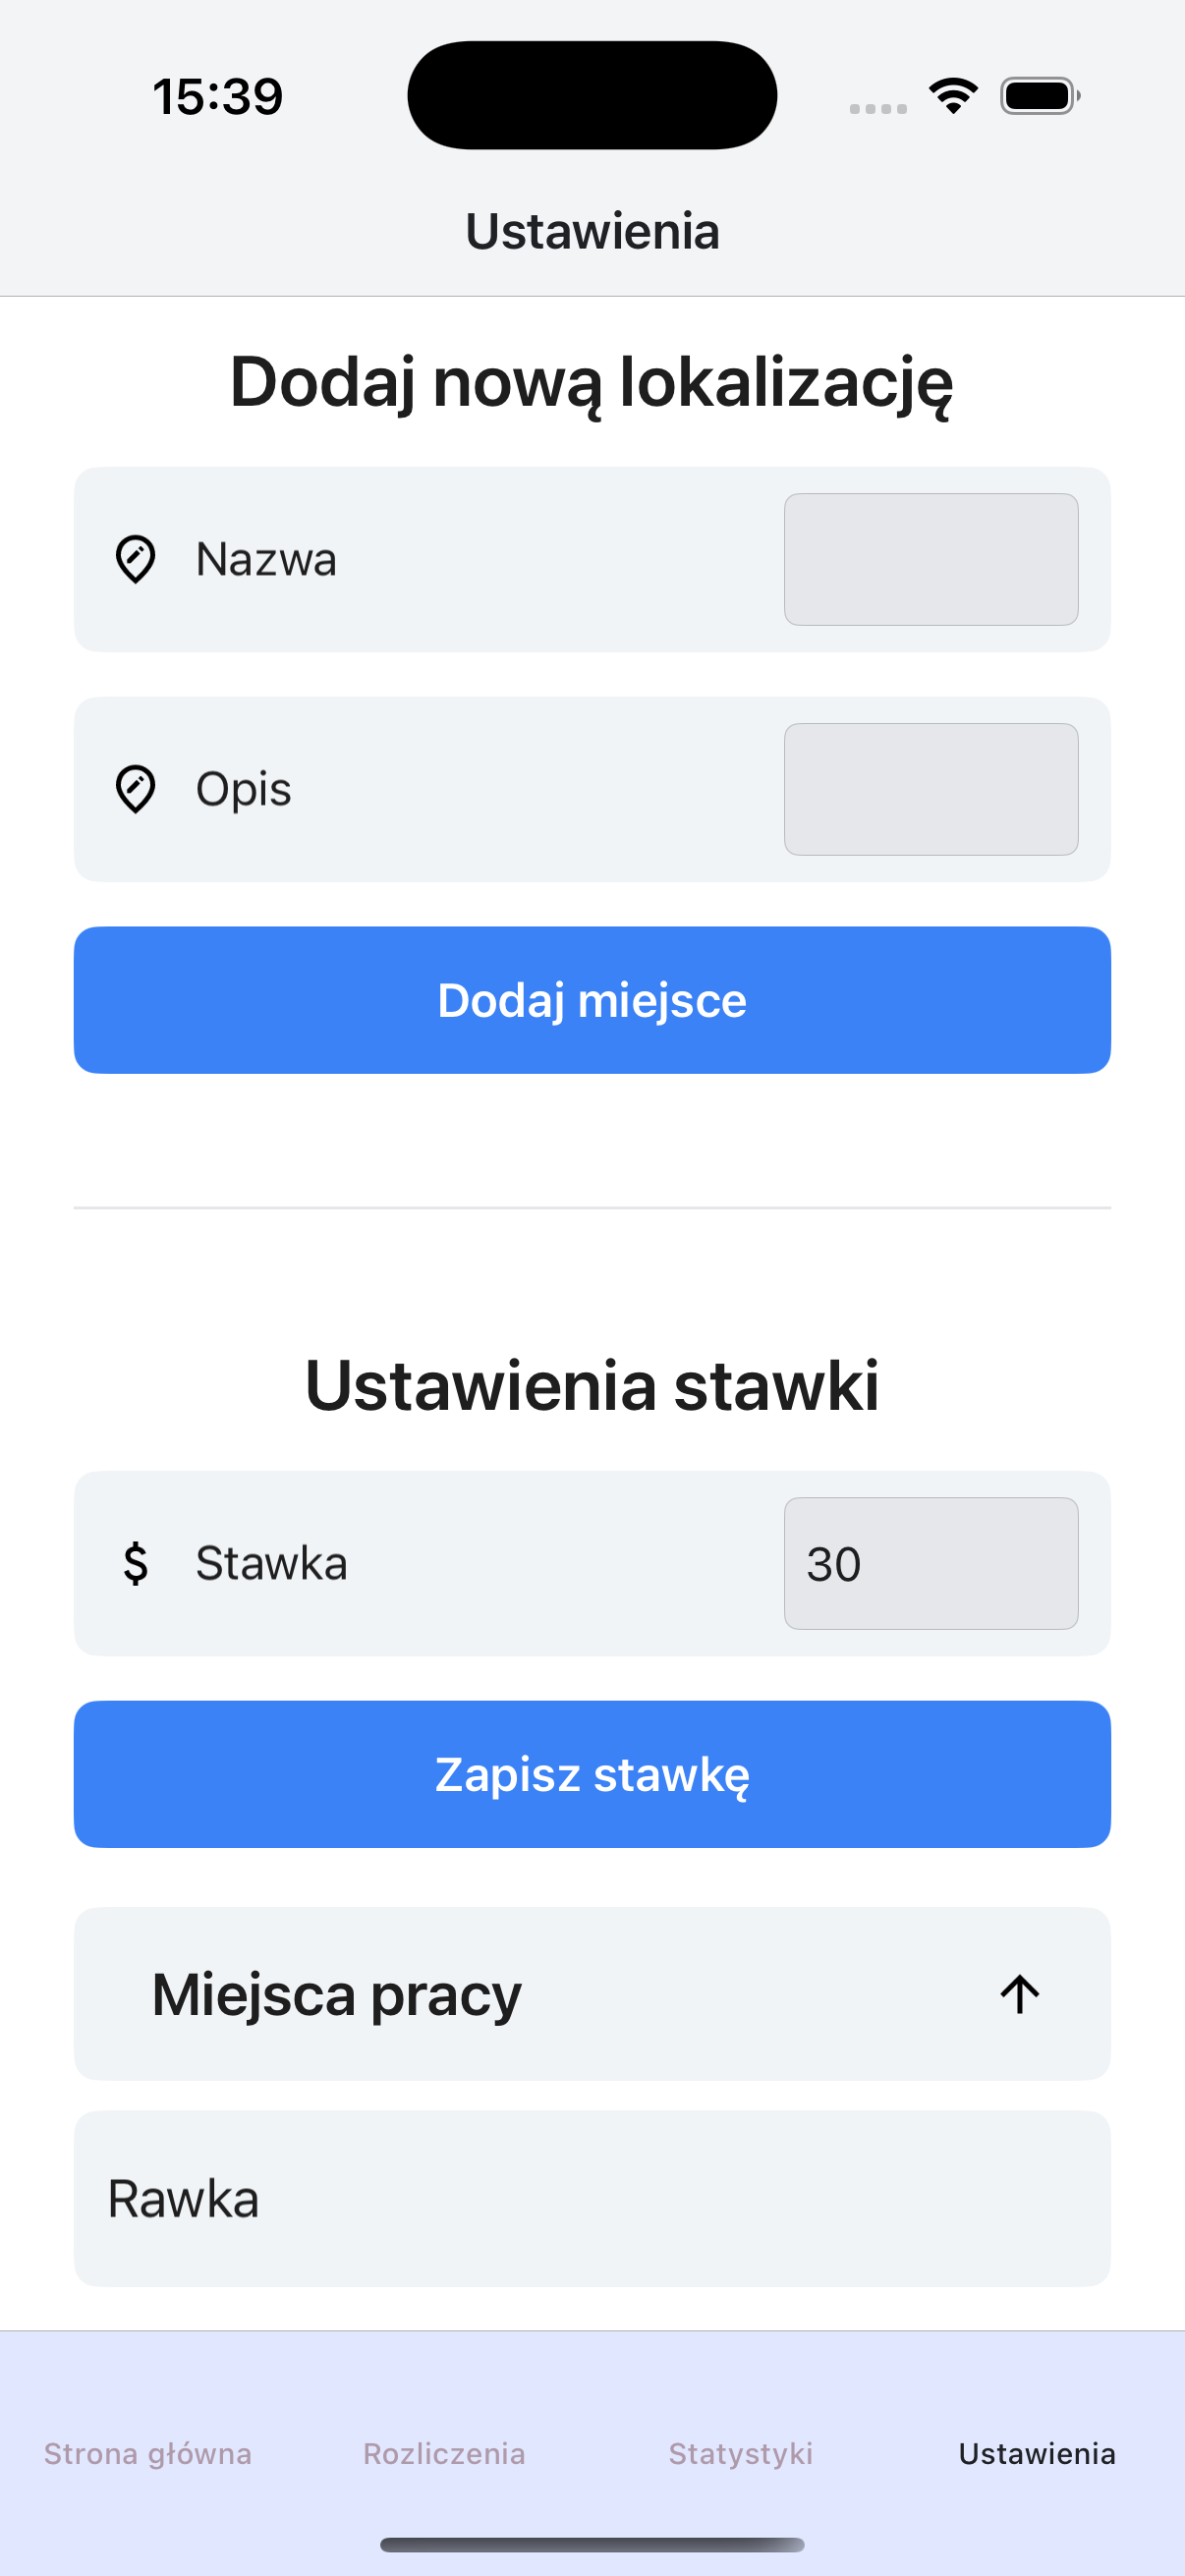 15:39
Ustawienia
Dodaj nową lokalizację
Nazwa
Opis
Dodaj miejsce
Ustawienia stawki
$ Stawka 30
Zapisz stawkę
Miejsca pracy
Rawka
Strona główna Rozliczenia Statystyki Ustawienia